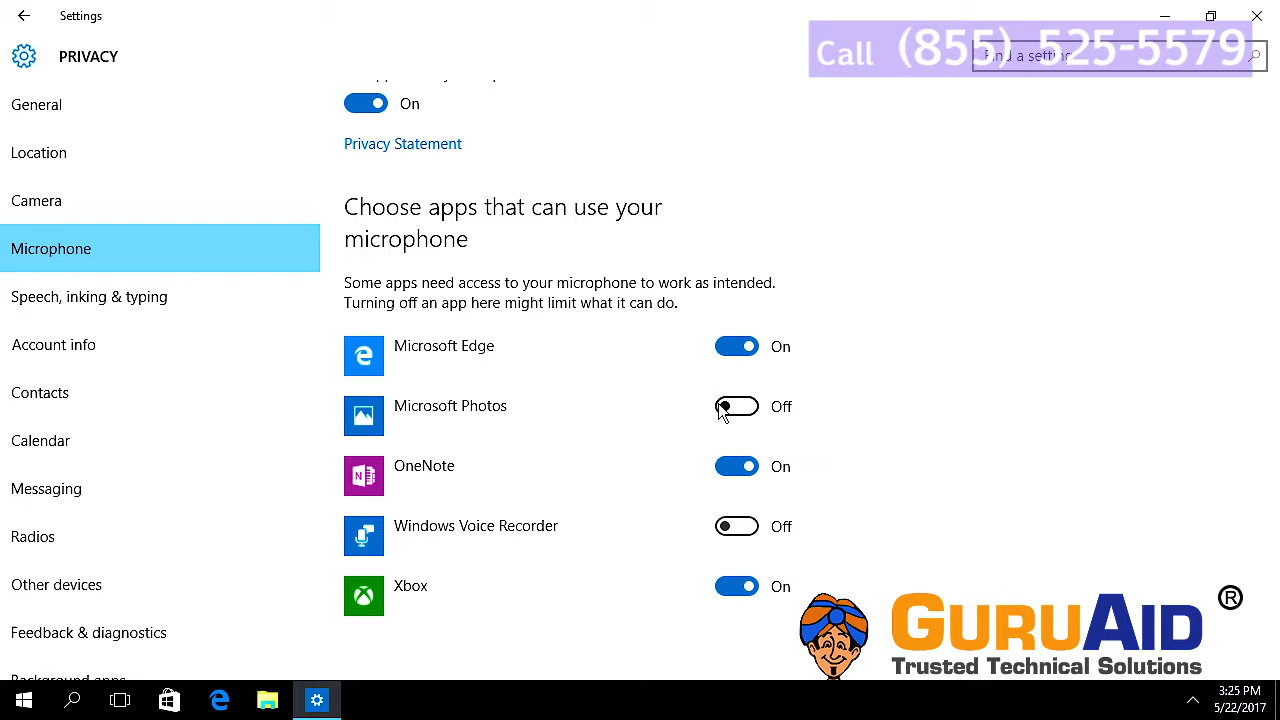 Settings
Call (855) 525-5579
PRIVACY
Find a setting
General
Location
Camera
Microphone
Speech, inking & typing
Account info
Contacts
Calendar
Messaging
Radios
Other devices
Feedback & diagnostics
Background apps
On
Privacy Statement
Choose apps that can use your
microphone
Some apps need access to your microphone to work as intended.
Turning off an app here might limit what it can do.
Microsoft Edge On
Microsoft Photos Off
OneNote On
Windows Voice Recorder Off
Xbox On
GURUAID ®
Trusted Technical Solutions
3:25 PM
5/22/2017